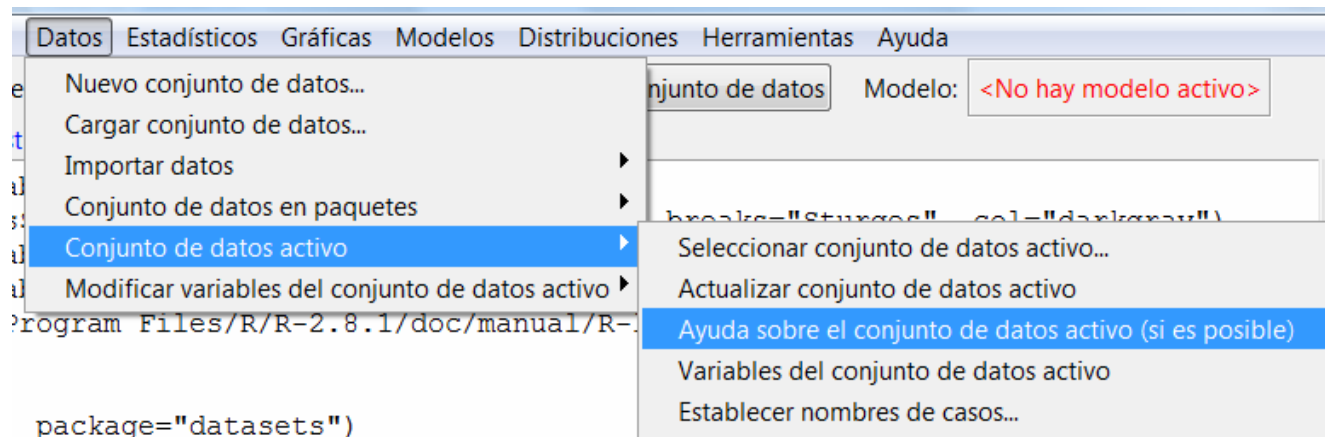 Datos Estadísticos Gráficas Modelos Distribuciones Herramientas Ayuda
Nuevo conjunto de datos...
njunto de datos Modelo: <No hay modelo activo>
Cargar conjunto de datos...
Importar datos
Conjunto de datos en paquetes
breaks="Sturges", col="darkgray")
Conjunto de datos activo
Seleccionar conjunto de datos activo...
Modificar variables del conjunto de datos activo
Actualizar conjunto de datos activo
Program Files/R/R-2.8.1/doc/manual/R-
Ayuda sobre el conjunto de datos activo (si es posible)
Variables del conjunto de datos activo
Establecer nombres de casos...
package="datasets")